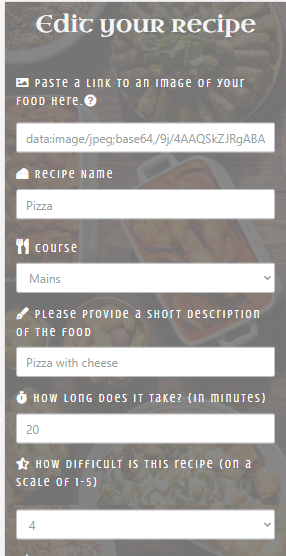 Edit your recipe
Paste a link to an image of your
food here.
data:image/jpeg;base64,/9j/4AAQSkZJRgABA
Recipe Name
Pizza
Course
Mains
Please provide a short description
of the food
Pizza with cheese
How long does it take? (in minutes)
20
How difficult is this recipe (on a
scale of 1-5)
4